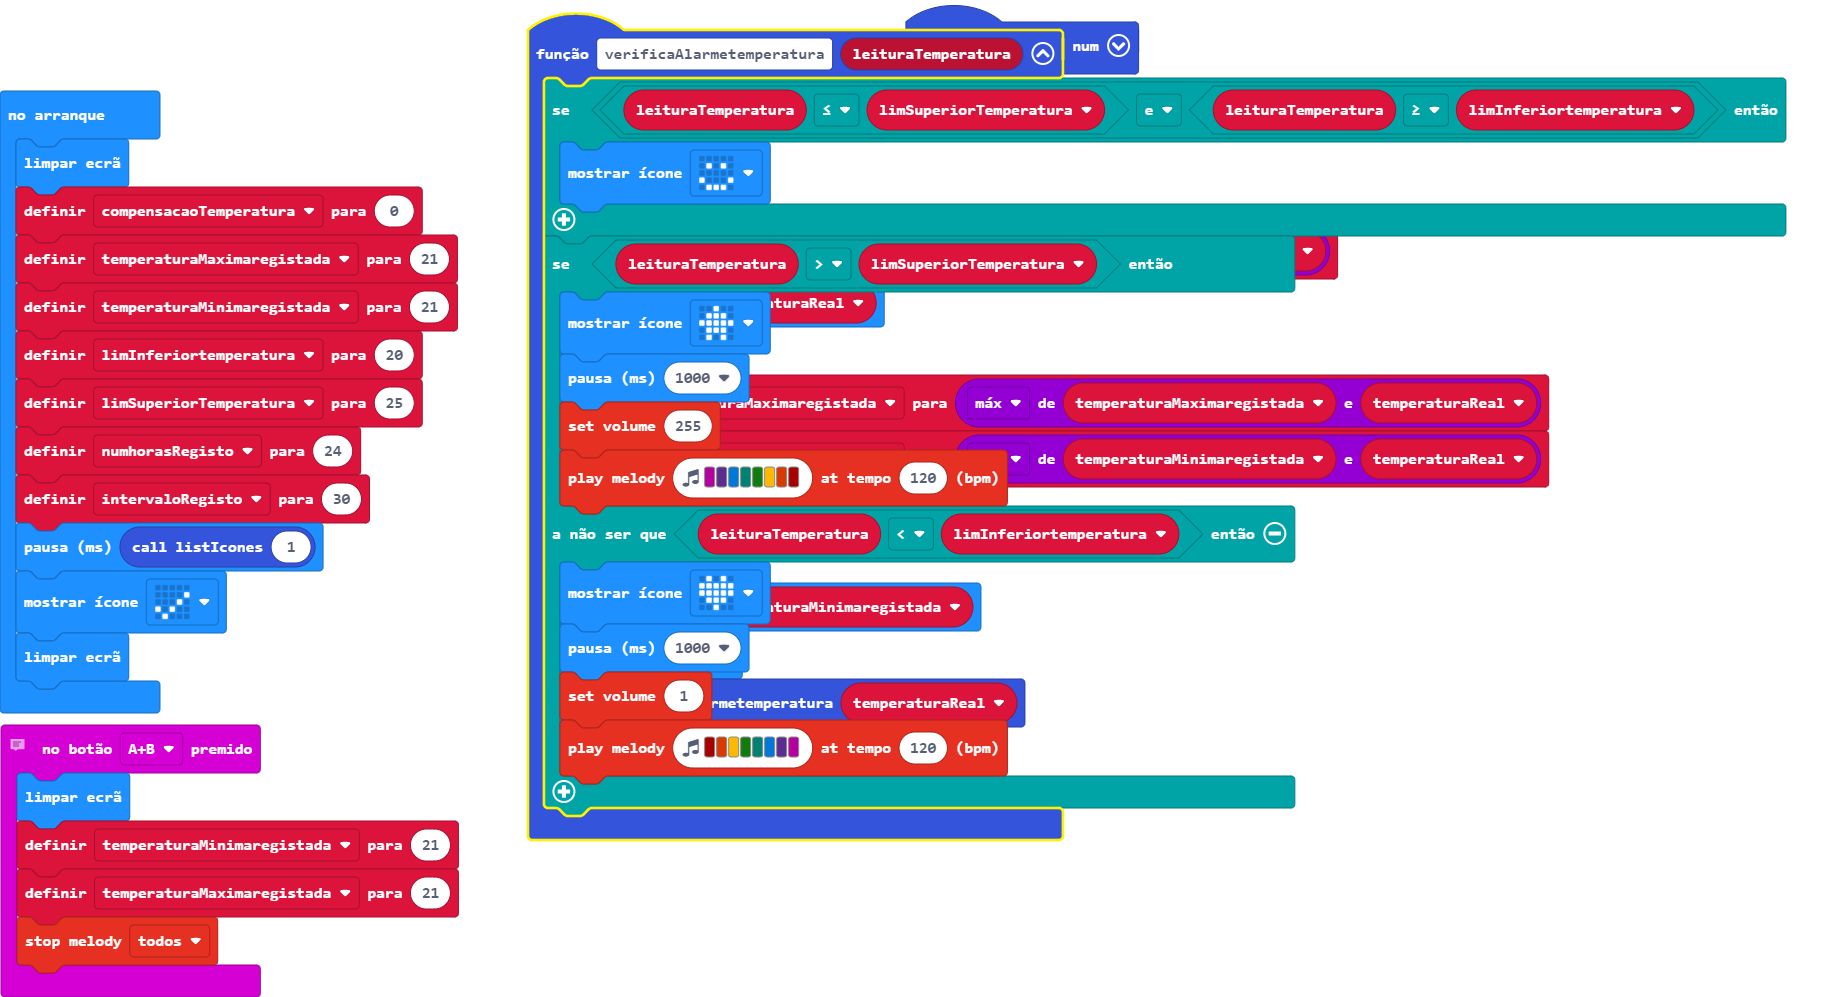 no arranque
limpar ecrã
definir compensacaoTemperatura para 0
definir temperaturaMaximaregistada para 21
definir temperaturaMinimaregistada para 21
definir limInferiortemperatura para 20
definir limSuperiorTemperatura para 25
definir numhorasRegisto para 24
definir intervaloRegisto para 30
pausa (ms) call listIcones 1
mostrar ícone
limpar ecrã
no botão A+B premido
limpar ecrã
definir temperaturaMinimaregistada para 21
definir temperaturaMaximaregistada para 21
stop melody todos
função verificaAlarmetemperatura leituraTemperatura
num
se leituraTemperatura ≤ limSuperiorTemperatura e leituraTemperatura ≥ limInferiortemperatura então
mostrar ícone
se leituraTemperatura > limSuperiorTemperatura então
mostrar ícone
turaReal
pausa (ms) 1000
uraMaximaregistada para máx de temperaturaMaximaregistada e temperaturaReal
set volume 255
de temperaturaMinimaregistada e temperaturaReal
play melody at tempo 120 (bpm)
a não ser que leituraTemperatura < limInferiortemperatura então
mostrar ícone
aturaMinimaregistada
pausa (ms) 1000
set volume 1
rmetemperatura temperaturaReal
play melody at tempo 120 (bpm)